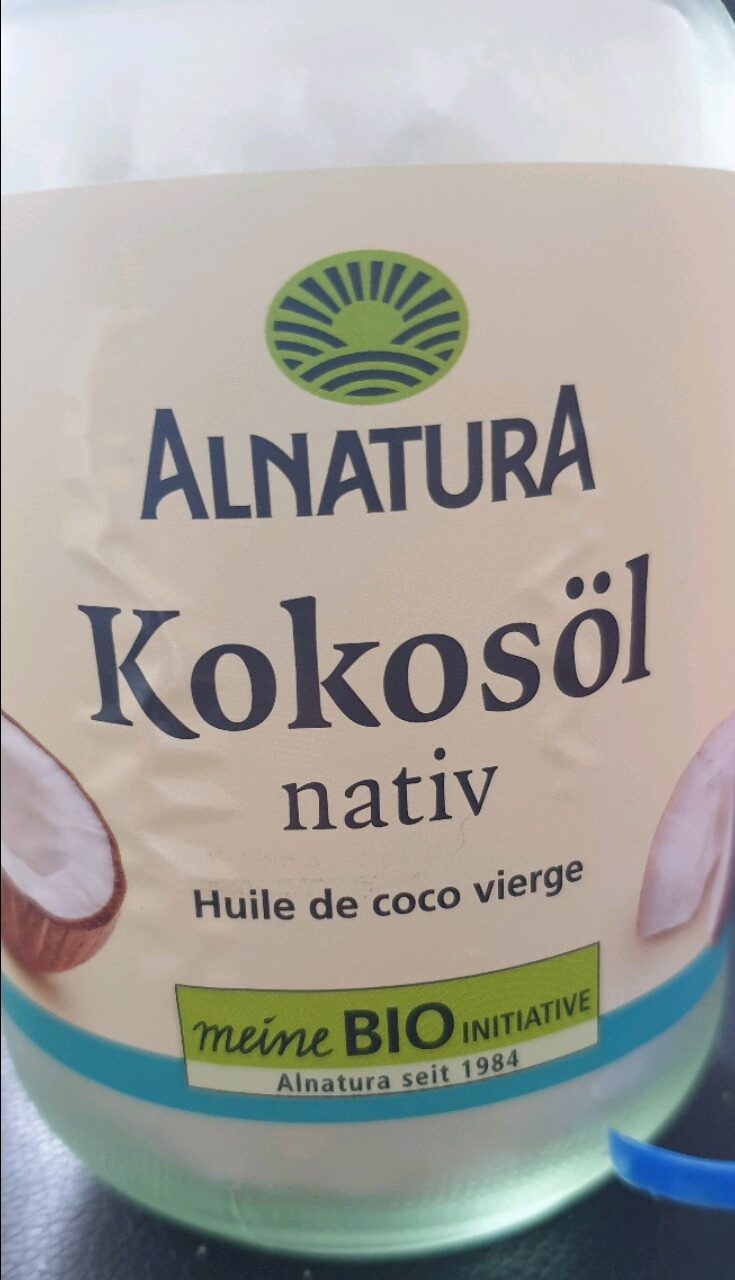 ALNATURA
Kokosöl
nativ
Huile de coco vierge
meine BIO INITIATIVE
Alnatura seit 1984